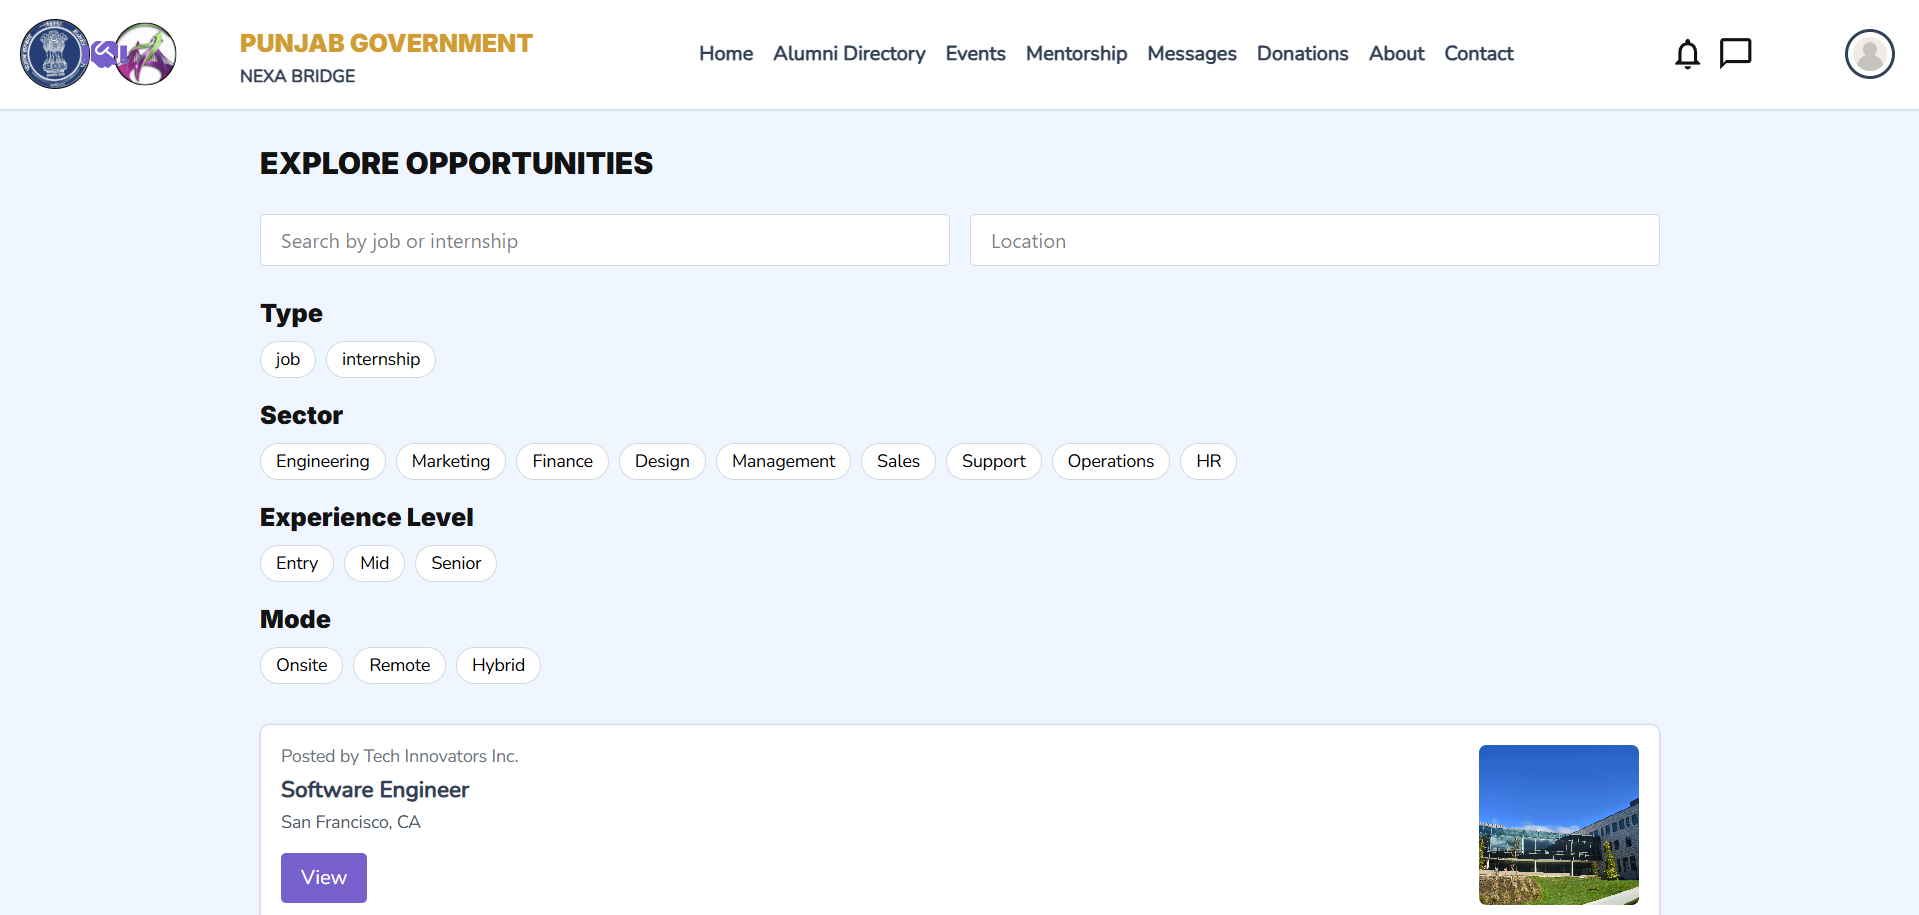 PUNJAB GOVERNMENT
NEXA BRIDGE
Home Alumni Directory Events Mentorship Messages Donations About Contact
EXPLORE OPPORTUNITIES
Search by job or internship
Location
Type
job internship
Sector
Engineering Marketing Finance Design Management Sales Support Operations HR
Experience Level
Entry Mid Senior
Mode
Onsite Remote Hybrid
Posted by Tech Innovators Inc.
Software Engineer
San Francisco, CA
View